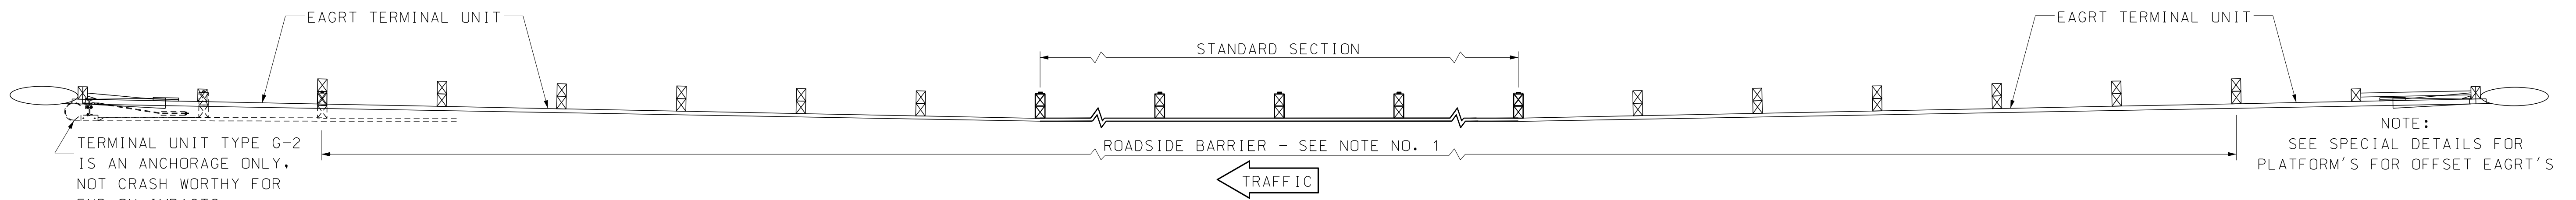 EAGRT TERMINAL UNIT
EAGRT TERMINAL UNIT
STANDARD SECTION
TERMINAL UNIT TYPE G-2
IS AN ANCHORAGE ONLY,
NOT CRASH WORTHY FOR
ROADSIDE BARRIER - SEE NOTE NO. 1
TRAFFIC
NOTE:
SEE SPECIAL DETAILS FOR
PLATFORM'S FOR OFFSET EAGRT'S